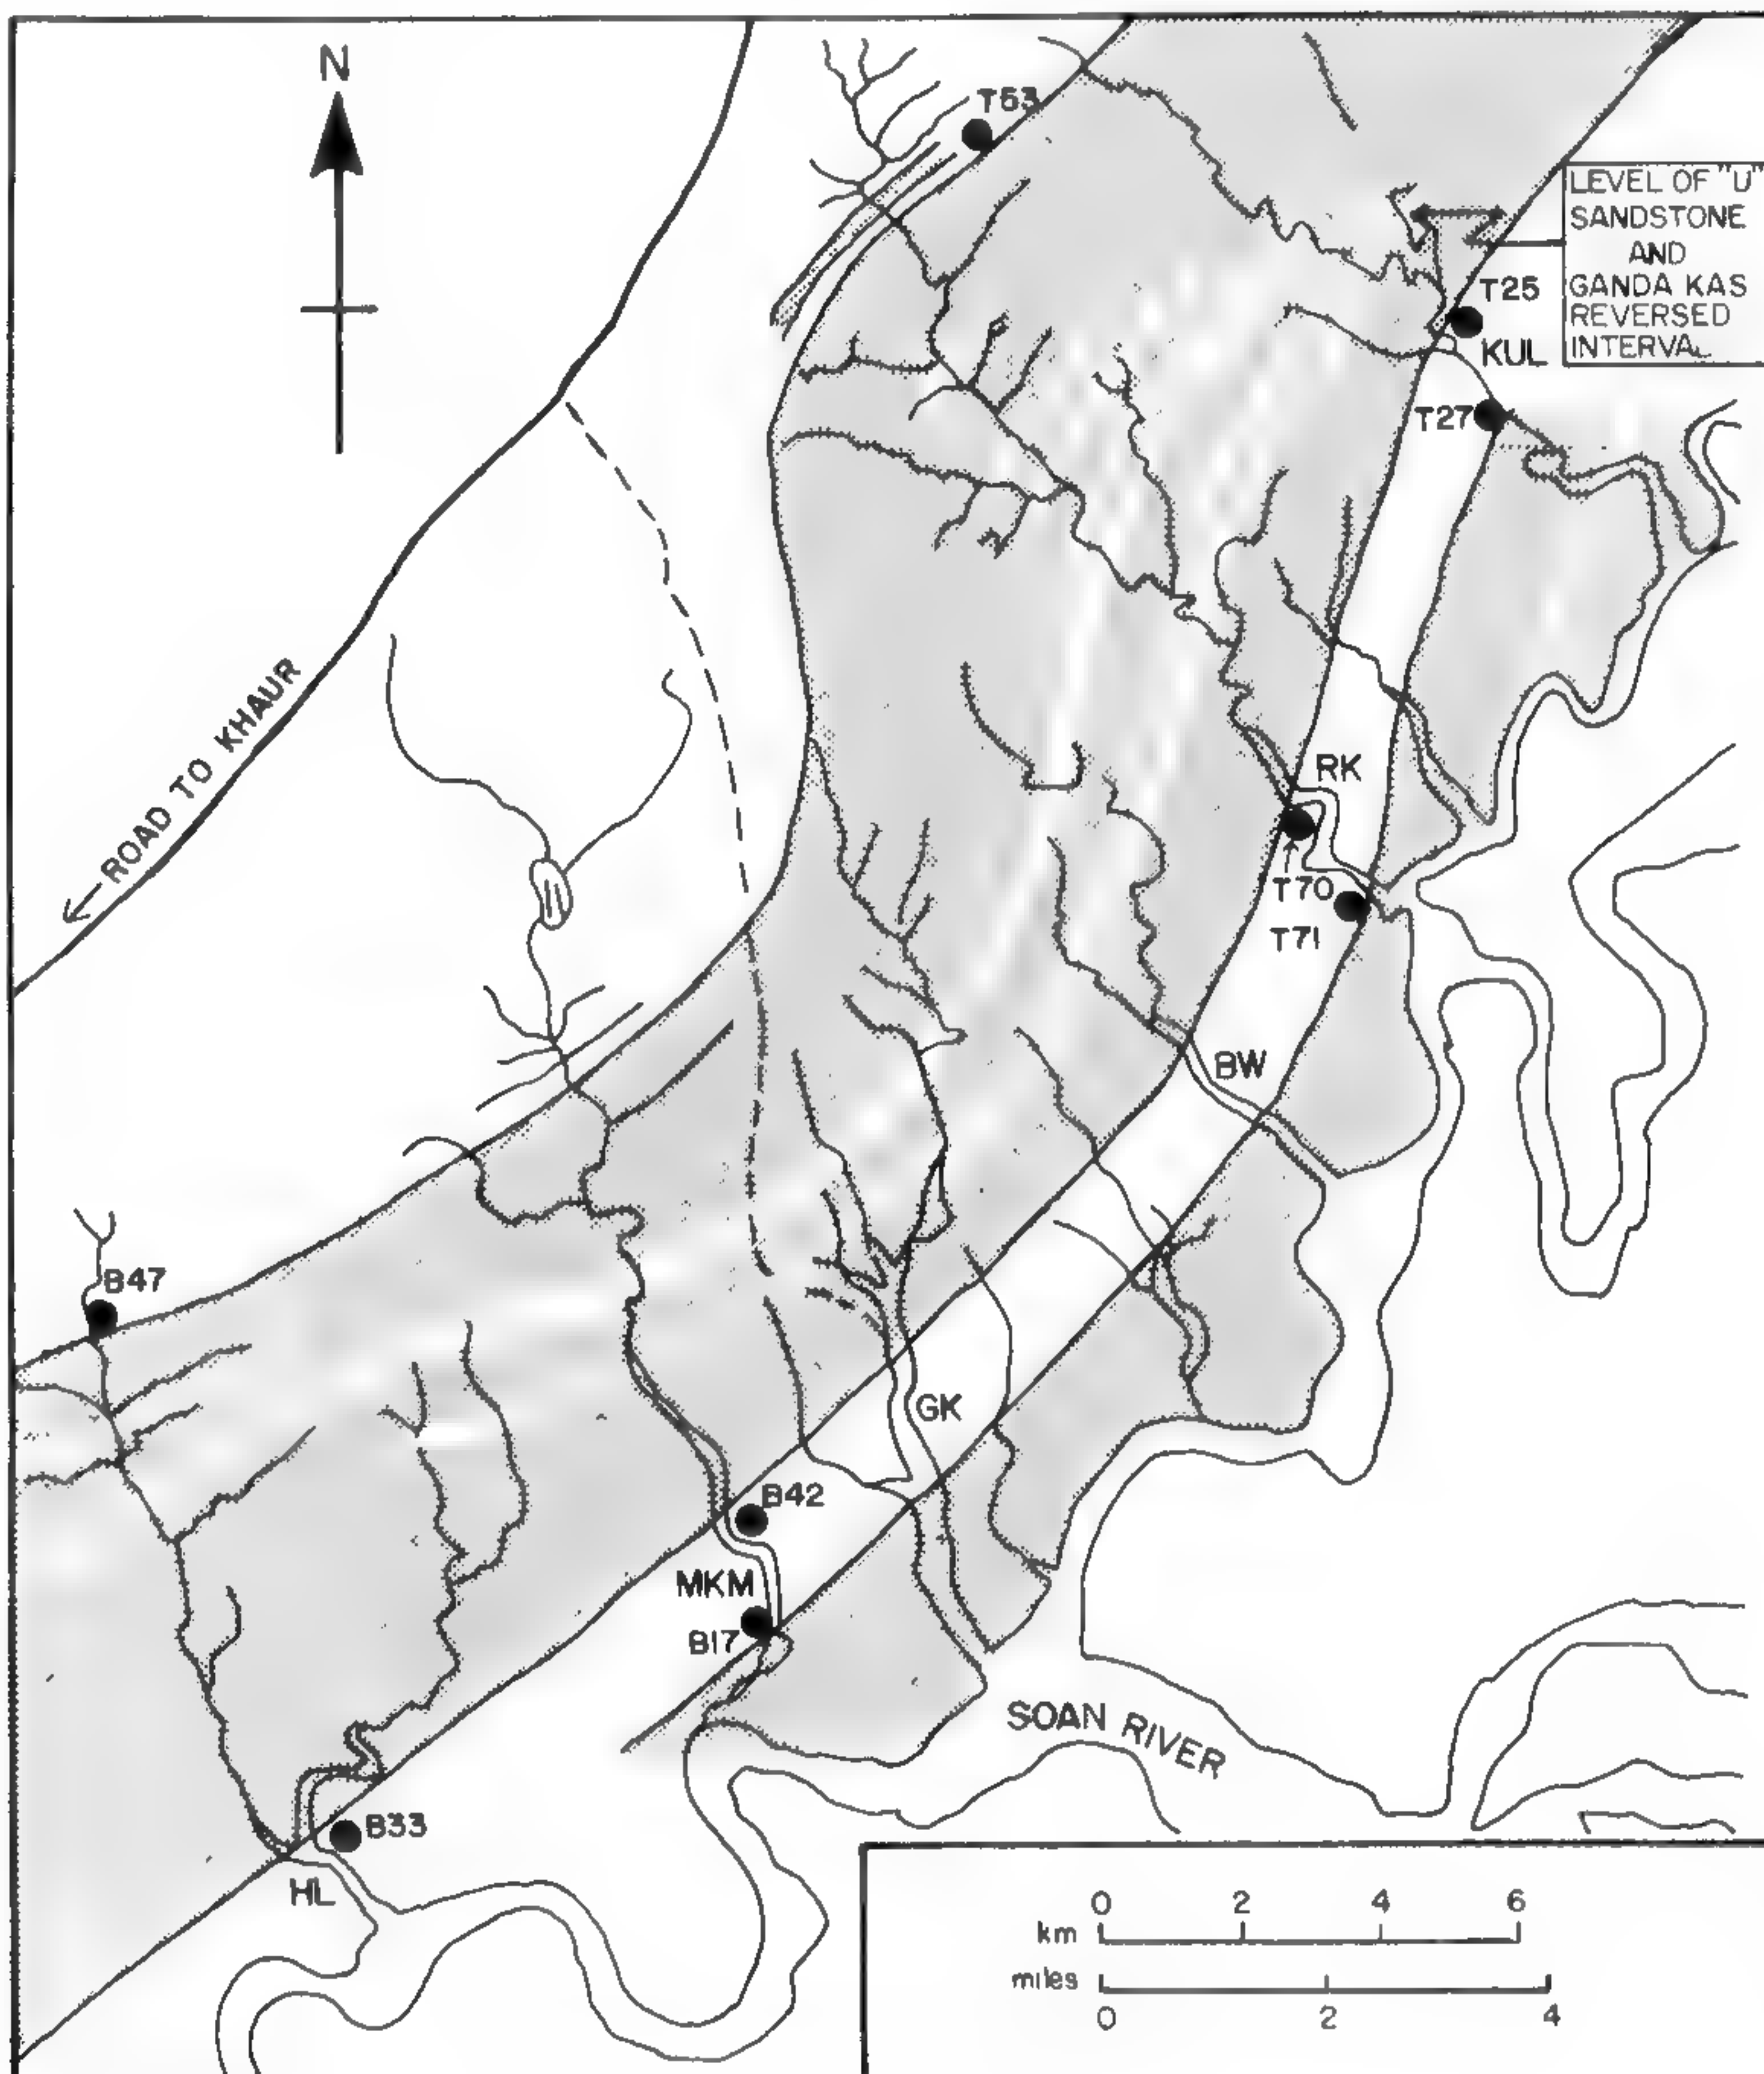 N
T53
LEVEL OF "U"
SANDSTONE
AND
GANDA KAS
REVERSED
INTERVAL
T25
KUL
T27
← ROAD TO KHAUR
RK
T70
T71
BW
B47
GK
B42
MKM
B17
SOAN RIVER
B33
HL
km 0 2 4 6
miles 0 2 4